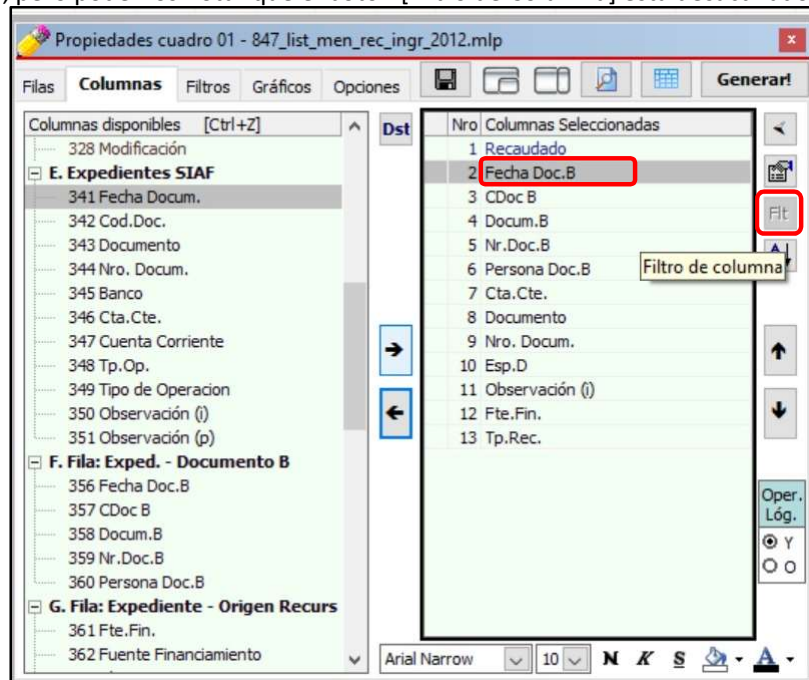 Propiedades cuadro 01 - 847_list_men_rec_ingr_2012.mlp
x
Filas Columnas Filtros Gráficos Opciones Generar!
Columnas disponibles [Ctrl+Z]
328 Modificación
E. Expedientes SIAF
341 Fecha Docum.
342 Cod.Doc.
343 Documento
344 Nro. Docum.
345 Banco
346 Cta.Cte.
347 Cuenta Corriente
348 Tp.Op.
349 Tipo de Operacion
350 Observación (i)
351 Observación (p)
F. Fila: Exped. - Documento B
356 Fecha Doc.B
357 CDoc B
358 Docum.B
359 Nr.Doc.B
360 Persona Doc.B
G. Fila: Expediente - Origen Recurs
361 Fte.Fin.
362 Fuente Financiamiento
Dst
Nro Columnas Seleccionadas
1 Recaudado
2 Fecha Doc.B
3 CDoc B
4 Docum.B
5 Nr.Doc.B
6 Persona Doc.B
7 Cta.Cte.
8 Documento
9 Nro. Docum.
10 Esp.D
11 Observación (i)
12 Fte.Fin.
13 Tp.Rec.
Flt
Filtro de columna
Oper.
Lóg.
Y
O
Arial Narrow 10 N K S A